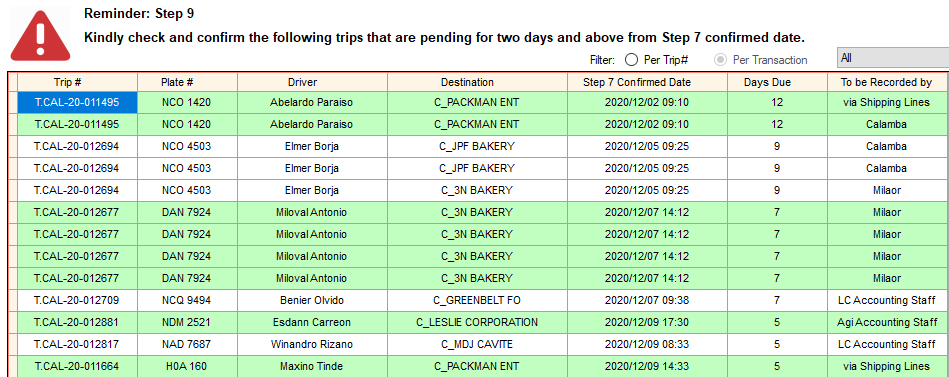 Reminder: Step 9
Kindly check and confirm the following trips that are pending for two days and above from Step 7 confirmed date.
Filter: Per Trip# Per Transaction All
Trip # Plate # Driver Destination Step 7 Confirmed Date Days Due To be Recorded by
T.CAL-20-011495 NCO 1420 Abelardo Paraiso C_PACKMAN ENT 2020/12/02 09:10 12 via Shipping Lines
T.CAL-20-011495 NCO 1420 Abelardo Paraiso C_PACKMAN ENT 2020/12/02 09:10 12 Calamba
T.CAL-20-012694 NCO 4503 Elmer Borja C_JPF BAKERY 2020/12/05 09:25 9 Calamba
T.CAL-20-012694 NCO 4503 Elmer Borja C_JPF BAKERY 2020/12/05 09:25 9 Calamba
T.CAL-20-012694 NCO 4503 Elmer Borja C_3N BAKERY 2020/12/05 09:25 9 Milaor
T.CAL-20-012677 DAN 7924 Miloval Antonio C_3N BAKERY 2020/12/07 14:12 7 Milaor
T.CAL-20-012677 DAN 7924 Miloval Antonio C_3N BAKERY 2020/12/07 14:12 7 Milaor
T.CAL-20-012677 DAN 7924 Miloval Antonio C_3N BAKERY 2020/12/07 14:12 7 Milaor
T.CAL-20-012677 DAN 7924 Miloval Antonio C_3N BAKERY 2020/12/07 14:12 7 Milaor
T.CAL-20-012709 NCQ 9494 Benier Olvido C_GREENBELT FO 2020/12/07 09:38 7 LC Accounting Staff
T.CAL-20-012881 NDM 2521 Esdann Carreon C_LESLIE CORPORATION 2020/12/09 17:30 5 Agi Accounting Staff
T.CAL-20-012817 NAD 7687 Winandro Rizano C_MDJ CAVITE 2020/12/09 08:33 5 LC Accounting Staff
T.CAL-20-011664 H0A 160 Maxino Tinde C_PACKMAN ENT 2020/12/09 14:33 5 via Shipping Lines